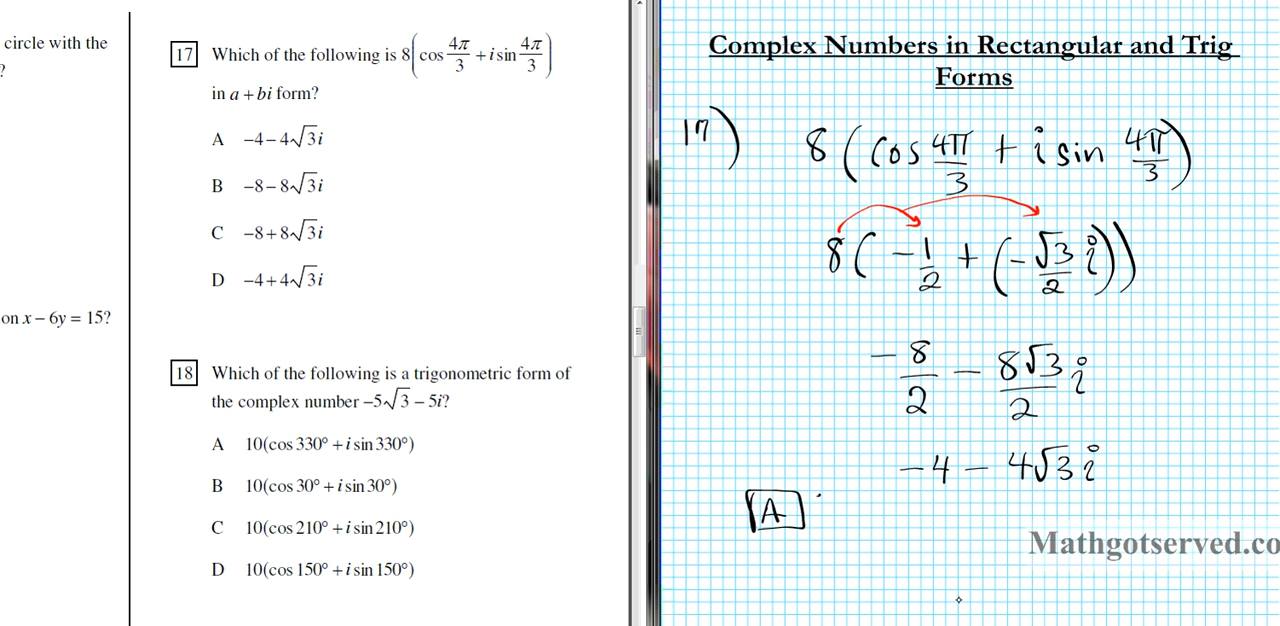 circle with the
?
on x – 6y = 15?
17 Which of the following is 8(cos 4π/3 + i sin 4π/3)
in a + bi form?
A −4 − 4√3i
B −8 − 8√3i
C −8 + 8√3i
D −4 + 4√3i
18 Which of the following is a trigonometric form of
the complex number −5√3 − 5i?
A 10(cos 330° + i sin 330°)
B 10(cos 30° + i sin 30°)
C 10(cos 210° + i sin 210°)
D 10(cos 150° + i sin 150°)
Complex Numbers in Rectangular and Trig
Forms
17) 8(cos 4π/3 + i sin 4π/3)
8(−1/2 + (−√3/2 i))
−8/2 − 8√3/2 i
−4 − 4√3 i
A
Mathgotserved.co